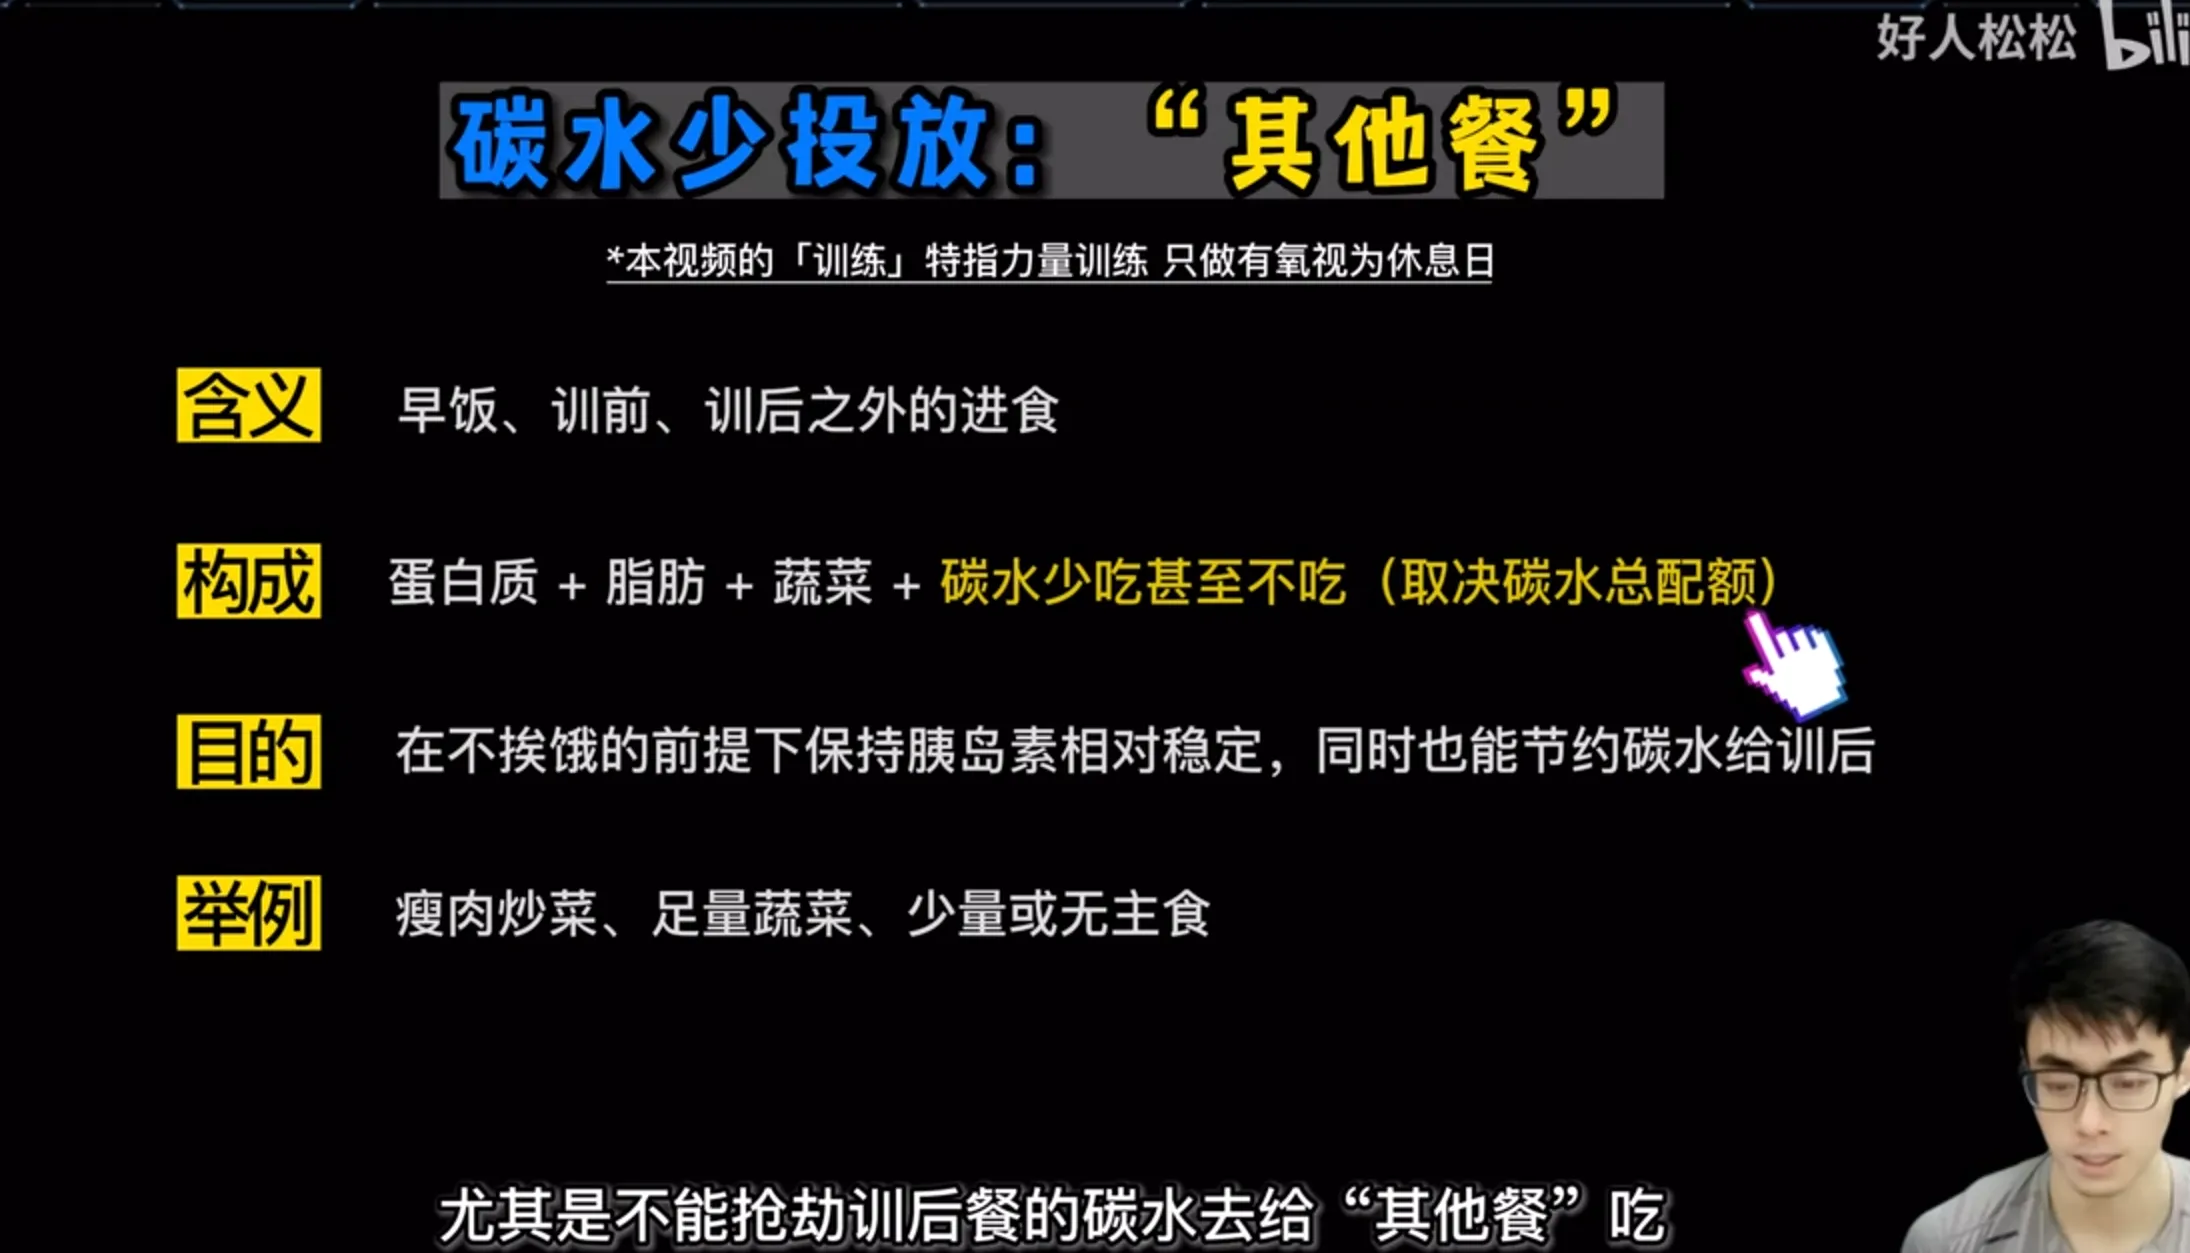 好人松松 bili
碳水少投放：“其他餐”
*本视频的「训练」特指力量训练 只做有氧视为休息日
含义 早饭、训前、训后之外的进食
构成 蛋白质 + 脂肪 + 蔬菜 + 碳水少吃甚至不吃（取决碳水总配额）
目的 在不挨饿的前提下保持胰岛素相对稳定，同时也能节约碳水给训后
举例 瘦肉炒菜、足量蔬菜、少量或无主食
尤其是不能抢劫训后餐的碳水去给“其他餐”吃